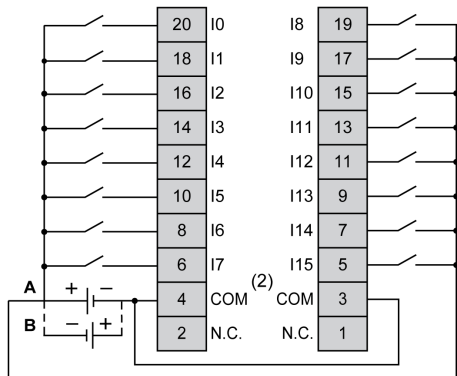 20 I0 I8 19
18 I1 I9 17
16 I2 I10 15
14 I3 I11 13
12 I4 I12 11
10 I5 I13 9
8 I6 I14 7
6 I7 I15 5
(2)
A + −
4 COM COM 3
B − +
2 N.C. N.C. 1